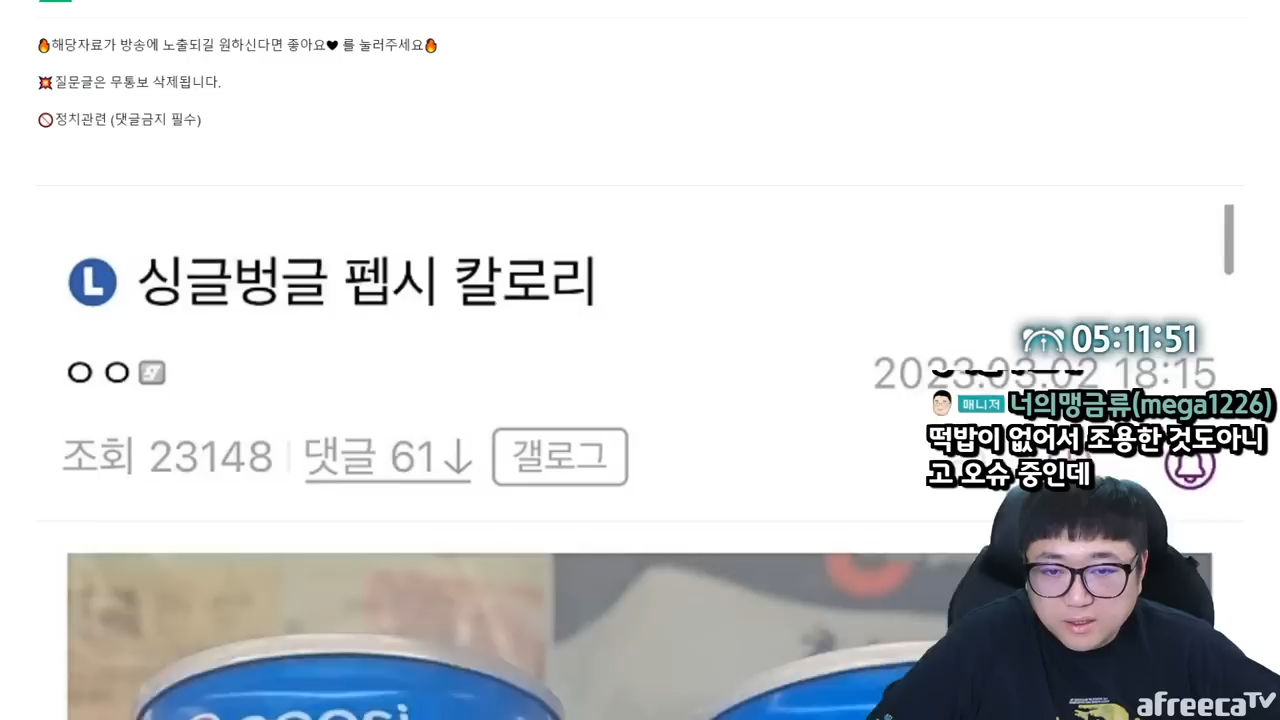 해당자료가 방송에 노출되길 원하신다면 좋아요🖤 를 눌러주세요
질문글은 무통보 삭제됩니다.
정치관련 (댓글금지 필수)
L 싱글벙글 펩시 칼로리
ㅇㅇ
2023.03.02 18:15
조회 23148 | 댓글 61↓ 갤로그
05:11:51
매니저 너의맹금류(mega1226)
떡밥이 없어서 조용한 것도아니
고 오슈 중인데
pepsi
afreecaTV